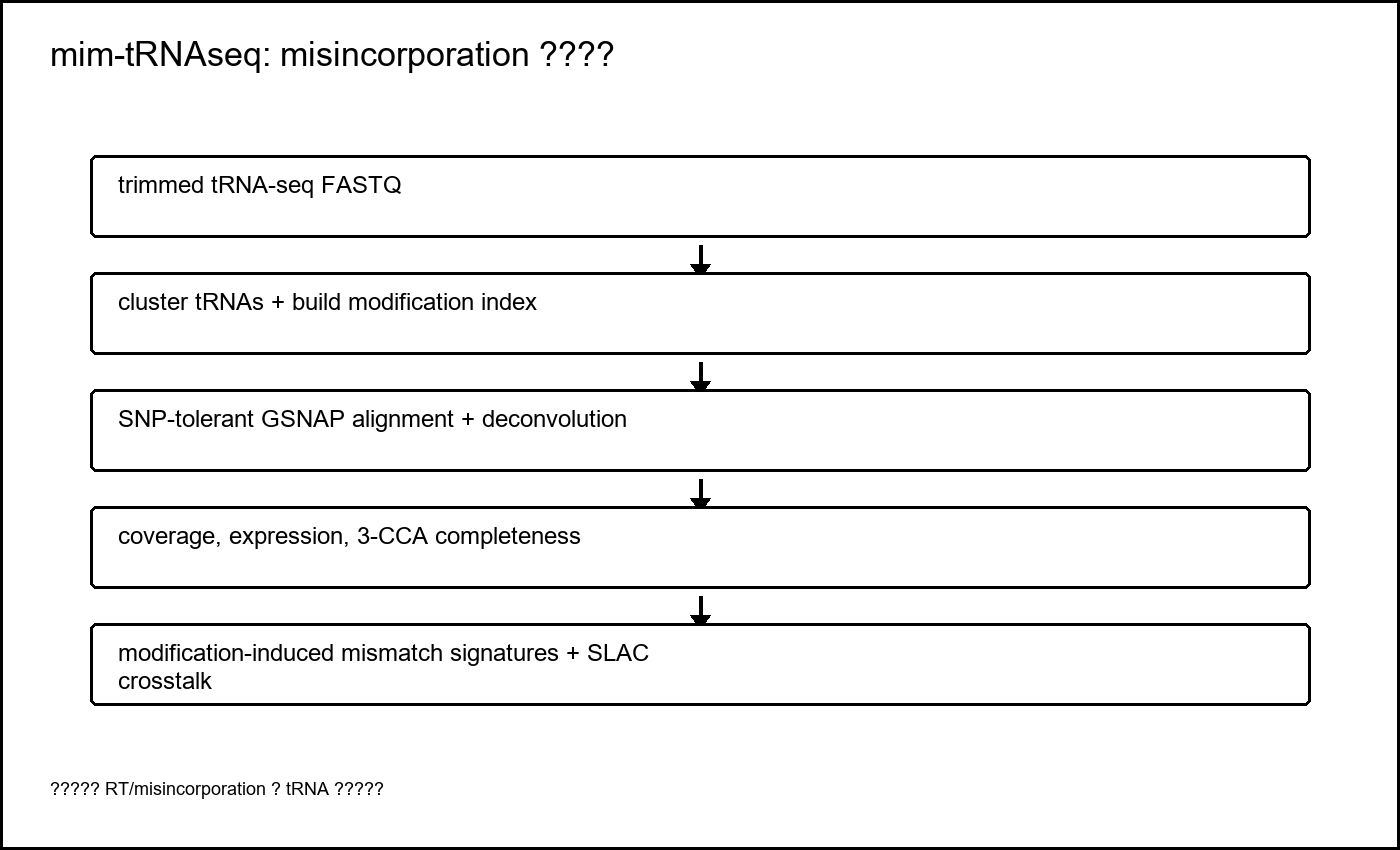 mim-tRNAseq: misincorporation ????
trimmed tRNA-seq FASTQ
cluster tRNAs + build modification index
SNP-tolerant GSNAP alignment + deconvolution
coverage, expression, 3-CCA completeness
modification-induced mismatch signatures + SLAC
crosstalk
????? RT/misincorporation ? tRNA ?????